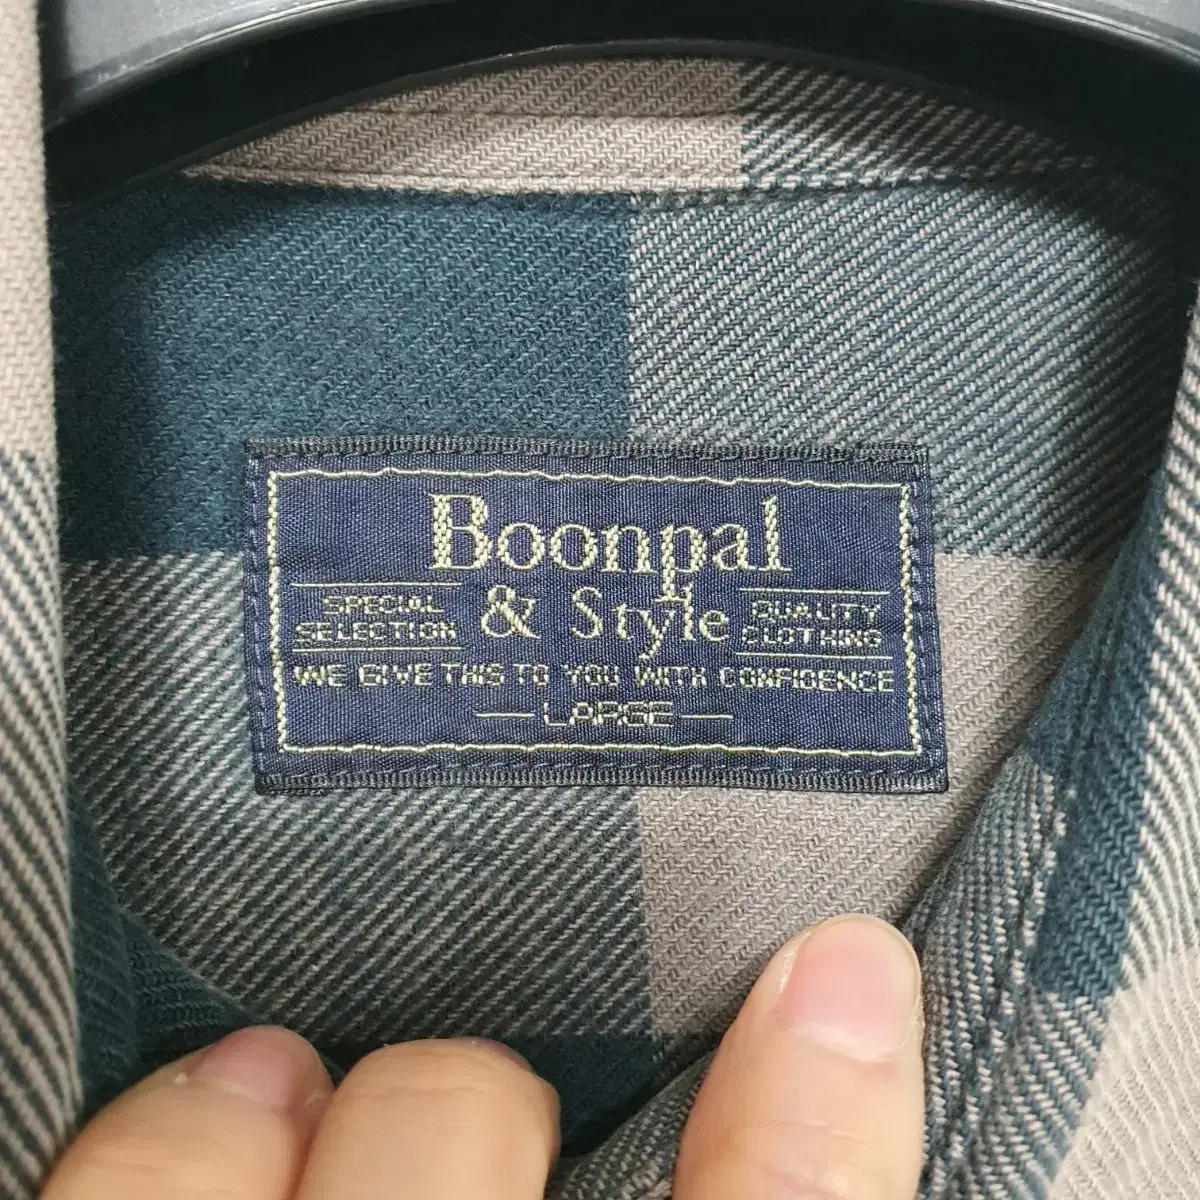 Boonpal
& Style
SPECIAL
SELECTION
QUALITY
CLOTHING
WE GIVE THIS TO YOU WITH CONFIDENCE
LARGE